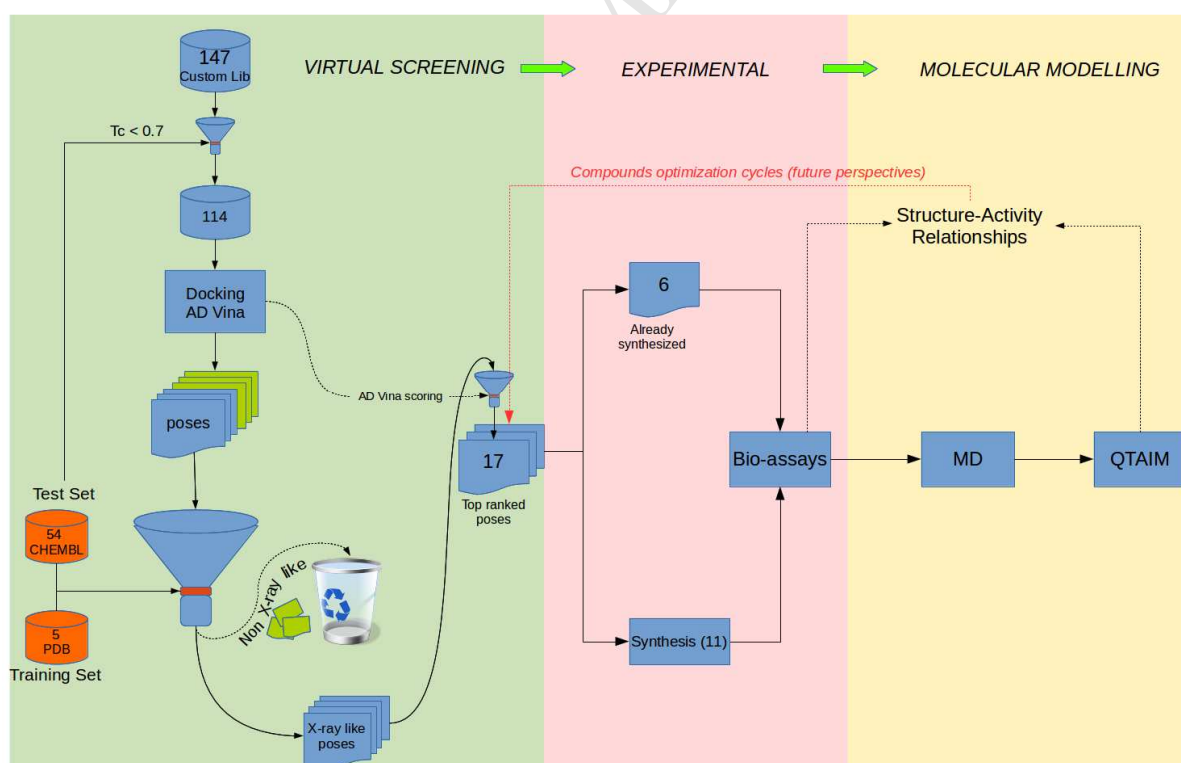 147
Custom Lib
VIRTUAL SCREENING
EXPERIMENTAL
MOLECULAR MODELLING
Tc < 0.7
114
Compounds optimization cycles (future perspectives)
Structure-Activity
Relationships
Docking
AD Vina
6
Already
synthesized
AD Vina scoring
poses
17
Top ranked
poses
Bio-assays
MD
QTAIM
Test Set
54
CHEMBL
Non X-ray like
5
PDB
Training Set
Synthesis (11)
X-ray like
poses